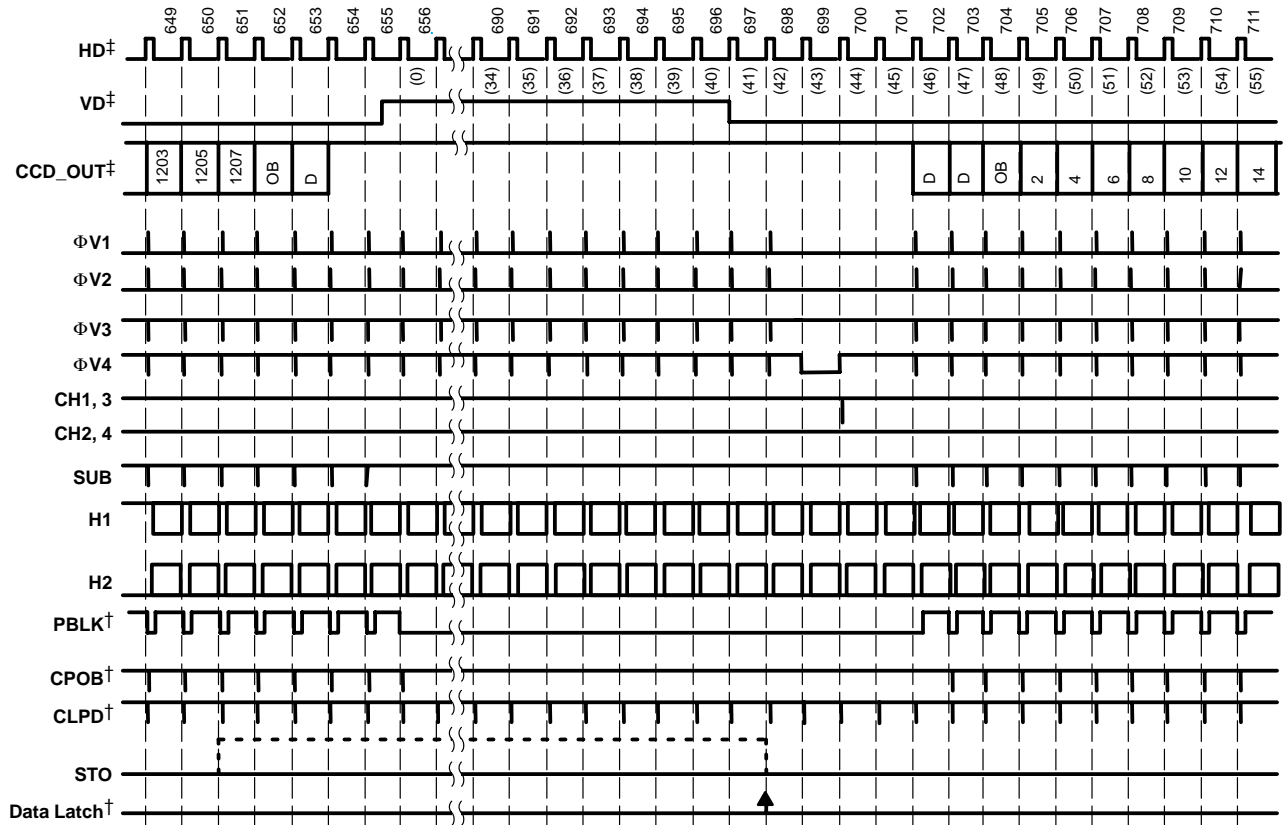 649 650 651 652 653 654 655 656 690 691 692 693 694 695 696 697 698 699 700 701 702 703 704 705 706 707 708 709 710 711
HD‡
(0) (34) (35) (36) (37) (38) (39) (40) (41) (42) (43) (44) (45) (46) (47) (48) (49) (50) (51) (52) (53) (54) (55)
VD‡
CCD_OUT‡ 1203 1205 1207 OB D D D OB 2 4 6 8 10 12 14
ΦV1
ΦV2
ΦV3
ΦV4
CH1, 3
CH2, 4
SUB
H1
H2
PBLK†
CPOB†
CLPD†
STO
Data Latch†